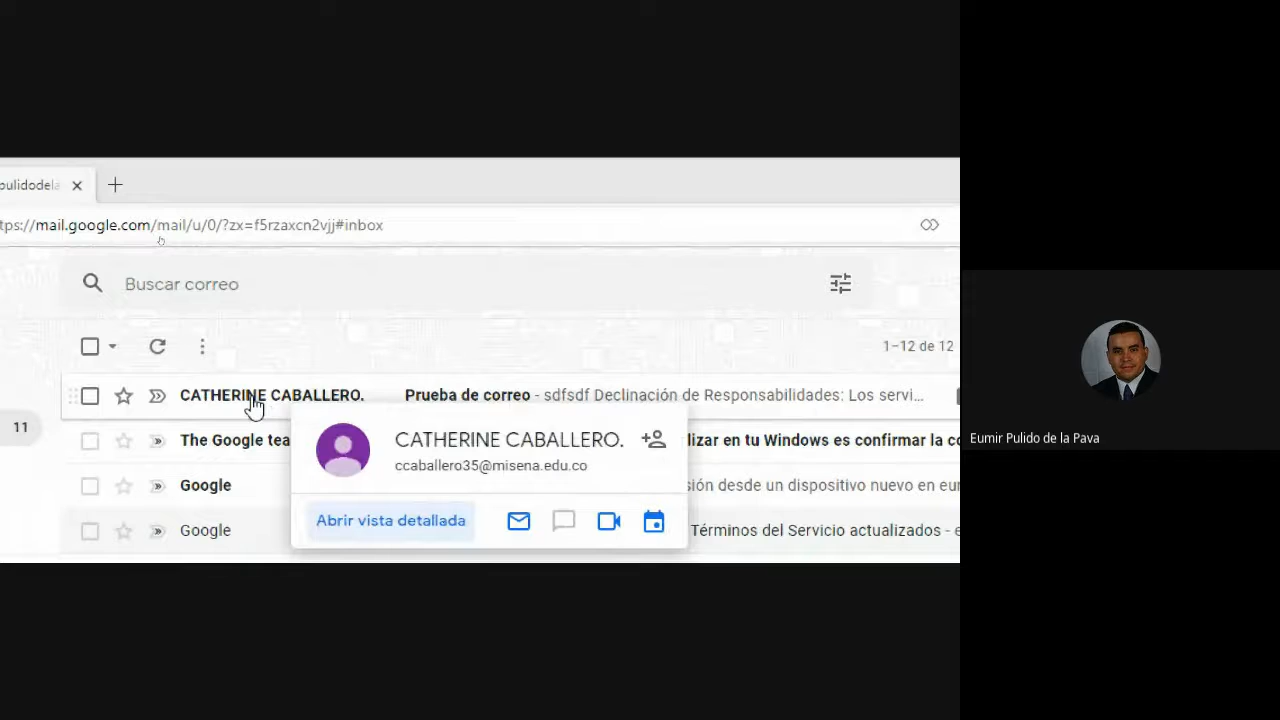 pulidodela
tps://mail.google.com/mail/u/0/?zx=f5rzaxcn2vjj#inbox
Buscar correo
1–12 de 12
CATHERINE CABALLERO. Prueba de correo - sdfsdf Declinación de Responsabilidades: Los servi...
11
The Google tea lizar en tu Windows es confirmar la co
CATHERINE CABALLERO.
ccaballero35@misena.edu.co
Google sión desde un dispositivo nuevo en eur
Abrir vista detallada
Google Términos del Servicio actualizados - e
Eumir Pulido de la Pava